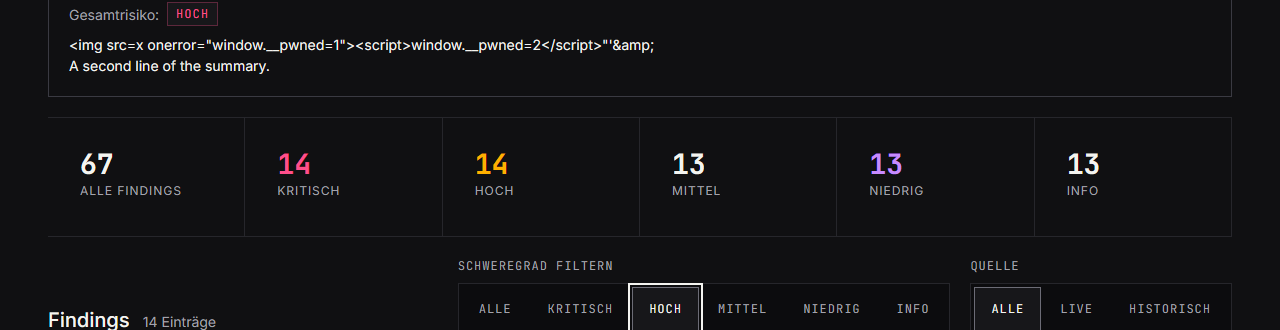 Gesamtrisiko: HOCH
<img src=x onerror="window.__pwned=1"><script>window.__pwned=2</script>"'&amp;
A second line of the summary.
67 14 14 13 13 13
ALLE FINDINGS KRITISCH HOCH MITTEL NIEDRIG INFO
SCHWEREGRAD FILTERN QUELLE
ALLE KRITISCH HOCH MITTEL NIEDRIG INFO ALLE LIVE HISTORISCH
Findings 14 Einträge